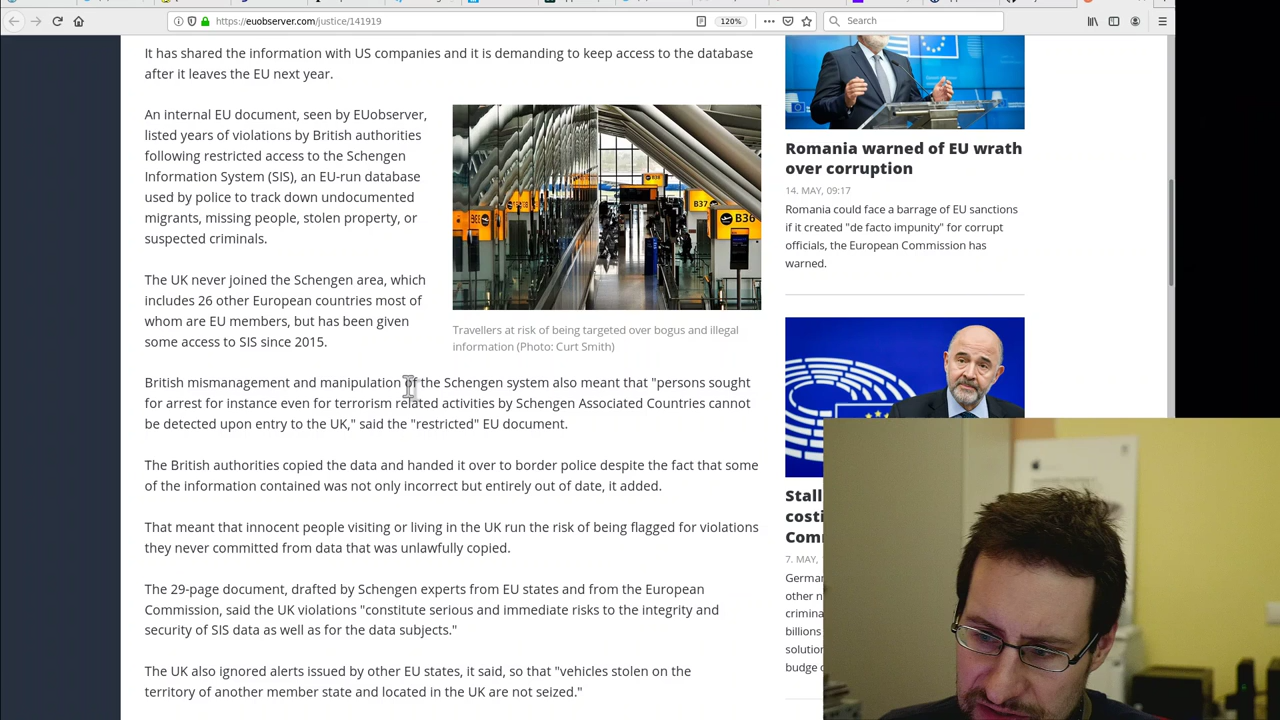 https://euobserver.com/justice/141919
120%
Search
It has shared the information with US companies and it is demanding to keep access to the database
after it leaves the EU next year.
An internal EU document, seen by EUobserver,
listed years of violations by British authorities
following restricted access to the Schengen
Information System (SIS), an EU-run database
used by police to track down undocumented
migrants, missing people, stolen property, or
suspected criminals.
The UK never joined the Schengen area, which
includes 26 other European countries most of
whom are EU members, but has been given
some access to SIS since 2015.
B36
B37
B36
Travellers at risk of being targeted over bogus and illegal
information (Photo: Curt Smith)
British mismanagement and manipulation of the Schengen system also meant that "persons sought
for arrest for instance even for terrorism related activities by Schengen Associated Countries cannot
be detected upon entry to the UK," said the "restricted" EU document.
The British authorities copied the data and handed it over to border police despite the fact that some
of the information contained was not only incorrect but entirely out of date, it added.
That meant that innocent people visiting or living in the UK run the risk of being flagged for violations
they never committed from data that was unlawfully copied.
The 29-page document, drafted by Schengen experts from EU states and from the European
Commission, said the UK violations "constitute serious and immediate risks to the integrity and
security of SIS data as well as for the data subjects."
The UK also ignored alerts issued by other EU states, it said, so that "vehicles stolen on the
territory of another member state and located in the UK are not seized."
Romania warned of EU wrath
over corruption
14. MAY, 09:17
Romania could face a barrage of EU sanctions
if it created "de facto impunity" for corrupt
officials, the European Commission has
warned.
Stall
costi
Com
7. MAY,
German
other n
crimina
billions
solution
budge